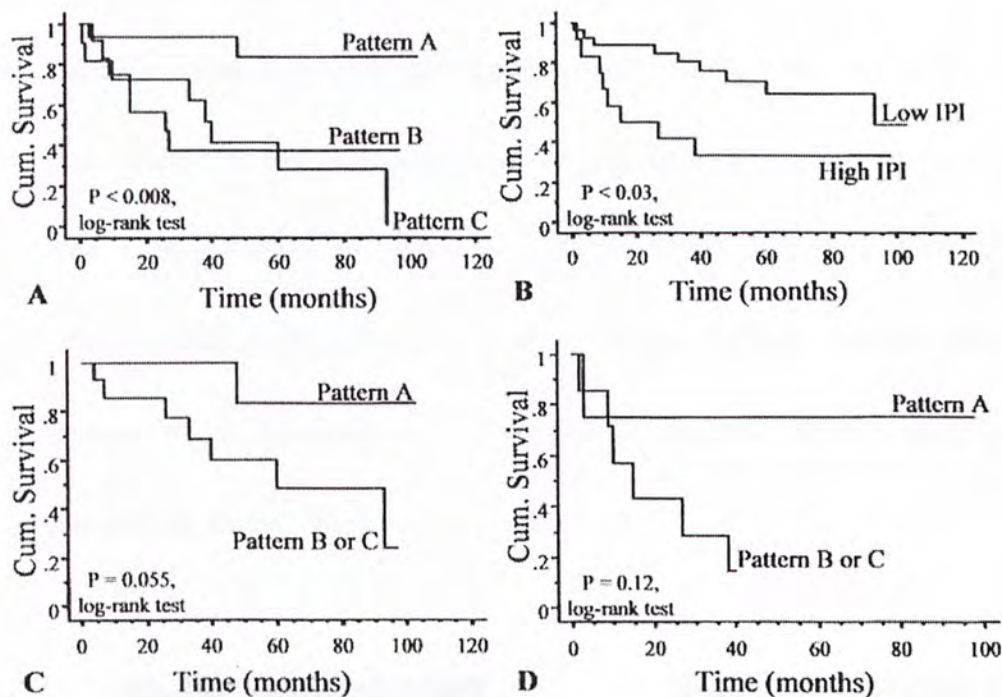 Cum. Survival
1
.8
.6
.4
.2
0
Pattern A
Pattern B
Pattern C
P < 0.008,
log-rank test
0 20 40 60 80 100 120
A Time (months)
Cum. Survival
1
.8
.6
.4
.2
0
Low IPI
High IPI
P < 0.03,
log-rank test
0 20 40 60 80 100 120
B Time (months)
Cum. Survival
1
.8
.6
.4
.2
0
Pattern A
Pattern B or C
P = 0.055,
log-rank test
0 20 40 60 80 100 120
C Time (months)
Cum. Survival
1
.8
.6
.4
.2
0
Pattern A
Pattern B or C
P = 0.12,
log-rank test
0 20 40 60 80 100
D Time (months)